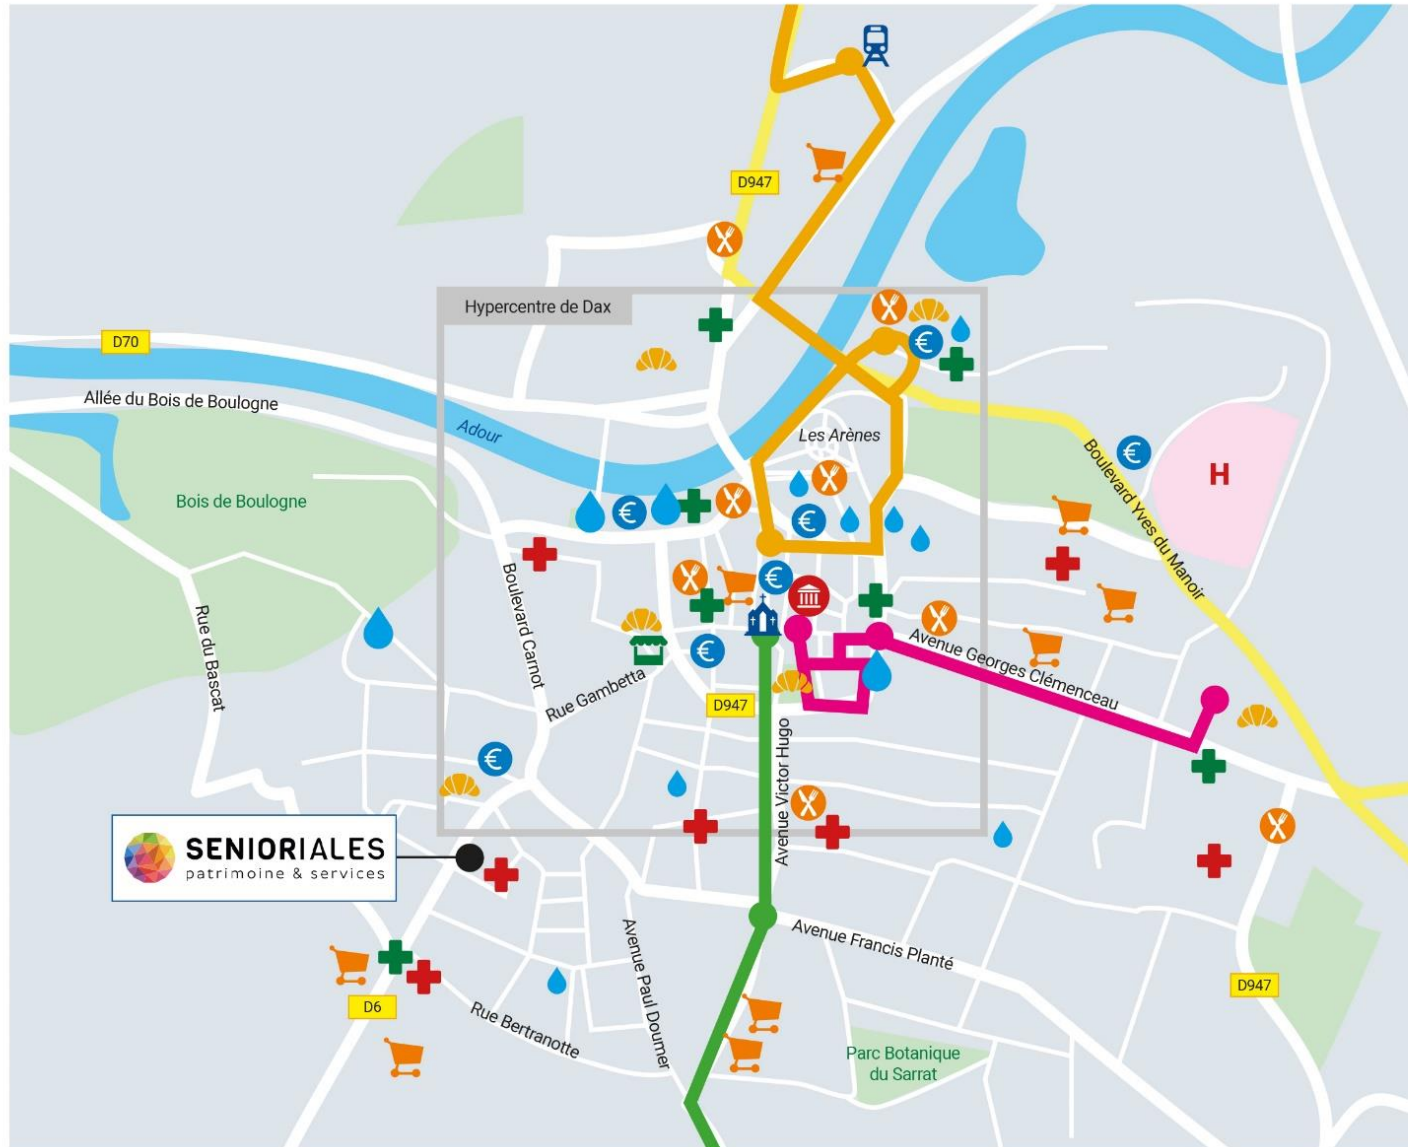 D947
Hypercentre de Dax
D70
Allée du Bois de Boulogne
Adour
Les Arènes
Bois de Boulogne
H
Boulevard Yves du Manoir
€
€
€
€
€
€
€
Boulevard Carnot
Rue du Bascat
Rue Gambetta
Avenue Georges Clémenceau
D947
Avenue Victor Hugo
SENIORIALES
patrimoine & services
Avenue Francis Planté
Avenue Paul Doumer
D947
D6
Rue Bertranotte
Parc Botanique
du Sarrat